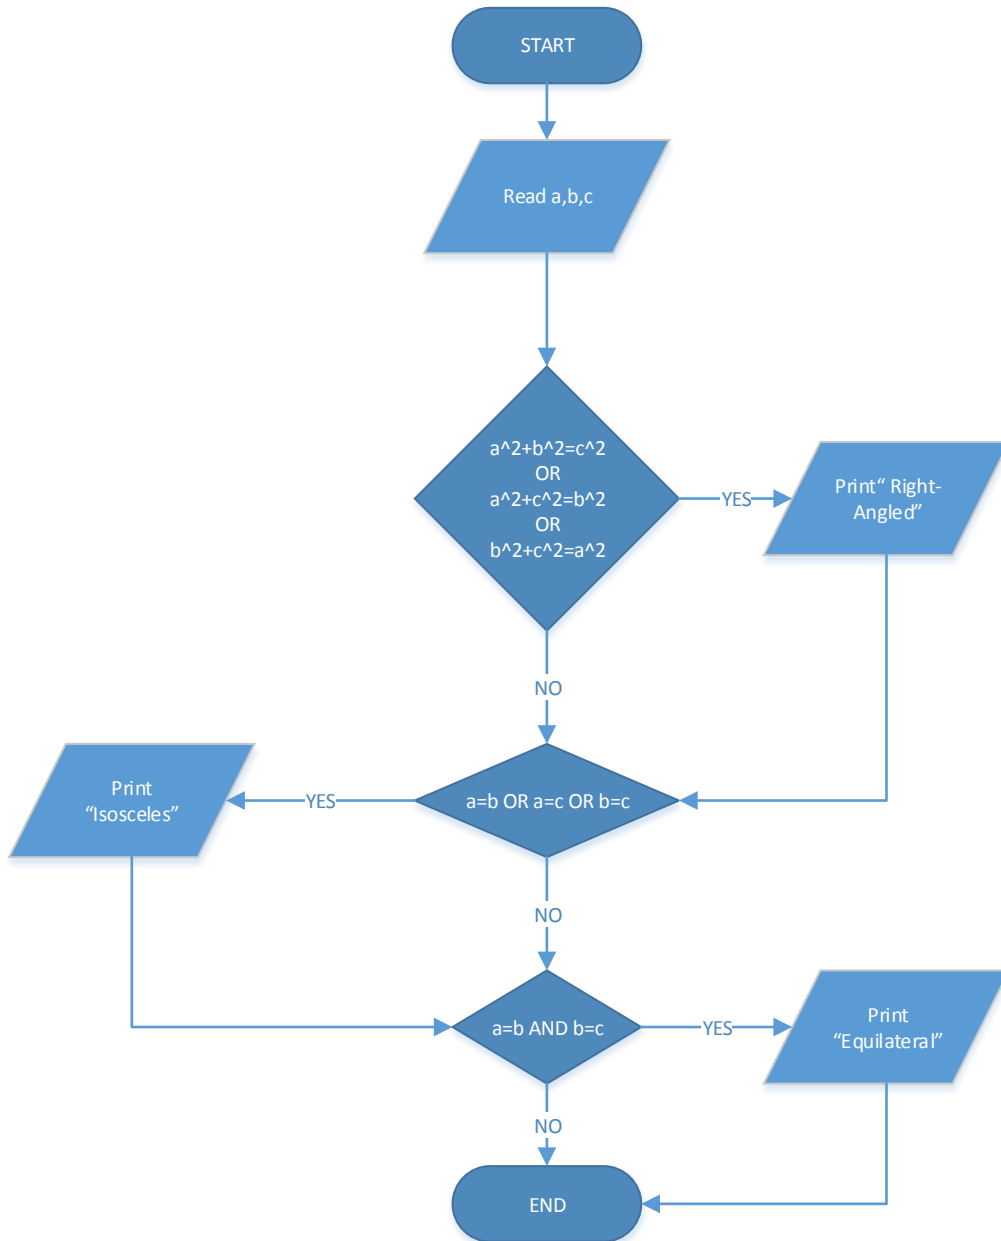 START
Read a,b,c
a^2+b^2=c^2
OR
a^2+c^2=b^2
OR
b^2+c^2=a^2
YES
Print“ Right-
Angled”
NO
a=b OR a=c OR b=c
YES
Print
“Isosceles”
NO
a=b AND b=c
YES
Print
“Equilateral”
NO
END